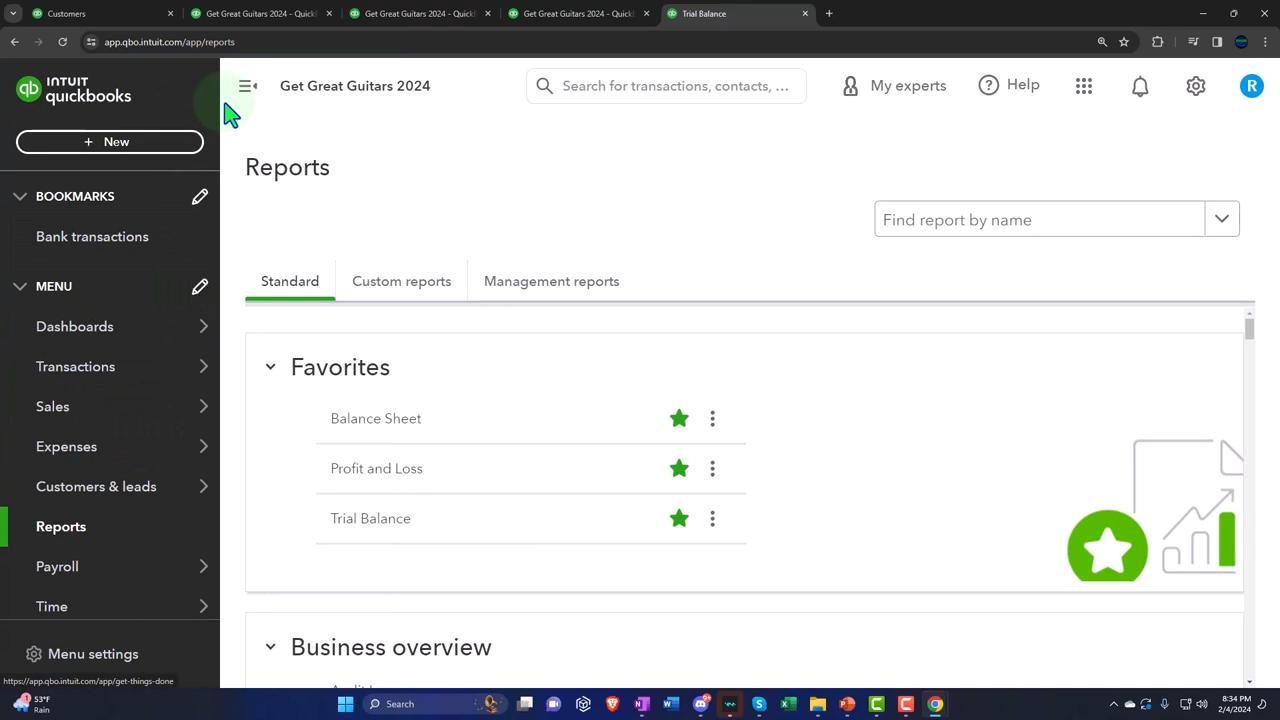 Customers
Get Great Guitars 2024 - Quick
Get Great Guitars 2024 - Quick
Get Great Guitars 2024 - Quick
Trial Balance
app.qbo.intuit.com/app/reports
INTUIT
quickbooks
Get Great Guitars 2024
Search for transactions, contacts, ...
My experts
Help
R
+ New
Reports
BOOKMARKS
Find report by name
Bank transactions
MENU
Standard
Custom reports
Management reports
Dashboards
Transactions
Favorites
Sales
Balance Sheet
Expenses
Profit and Loss
Customers & leads
Trial Balance
Reports
Payroll
Time
Business overview
Menu settings
https://app.qbo.intuit.com/app/get-things-done
53°F
Rain
Search
8:34 PM
2/4/2024